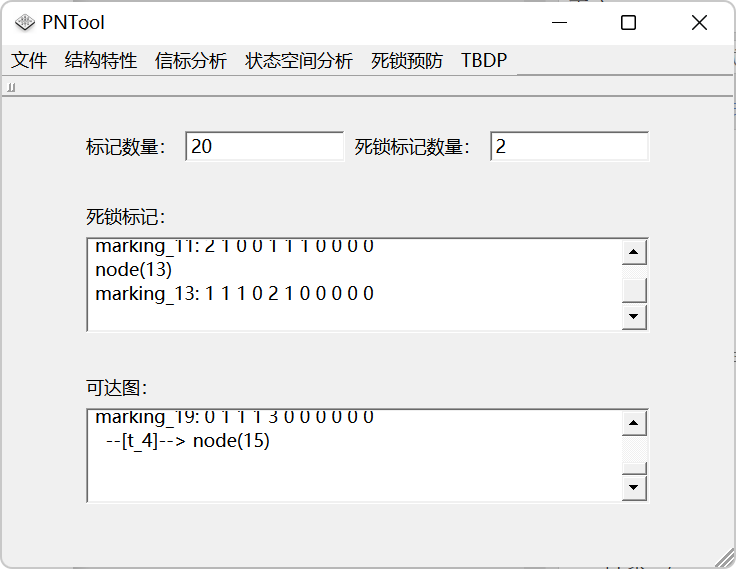 PNTool
文件 结构特性 信标分析 状态空间分析 死锁预防 TBDP
标记数量: 20 死锁标记数量: 2
死锁标记:
marking_11: 2 1 0 0 1 1 1 0 0 0 0
node(13)
marking_13: 1 1 1 0 2 1 0 0 0 0 0
可达图:
marking_19: 0 1 1 1 3 0 0 0 0 0 0
--[t_4]--> node(15)